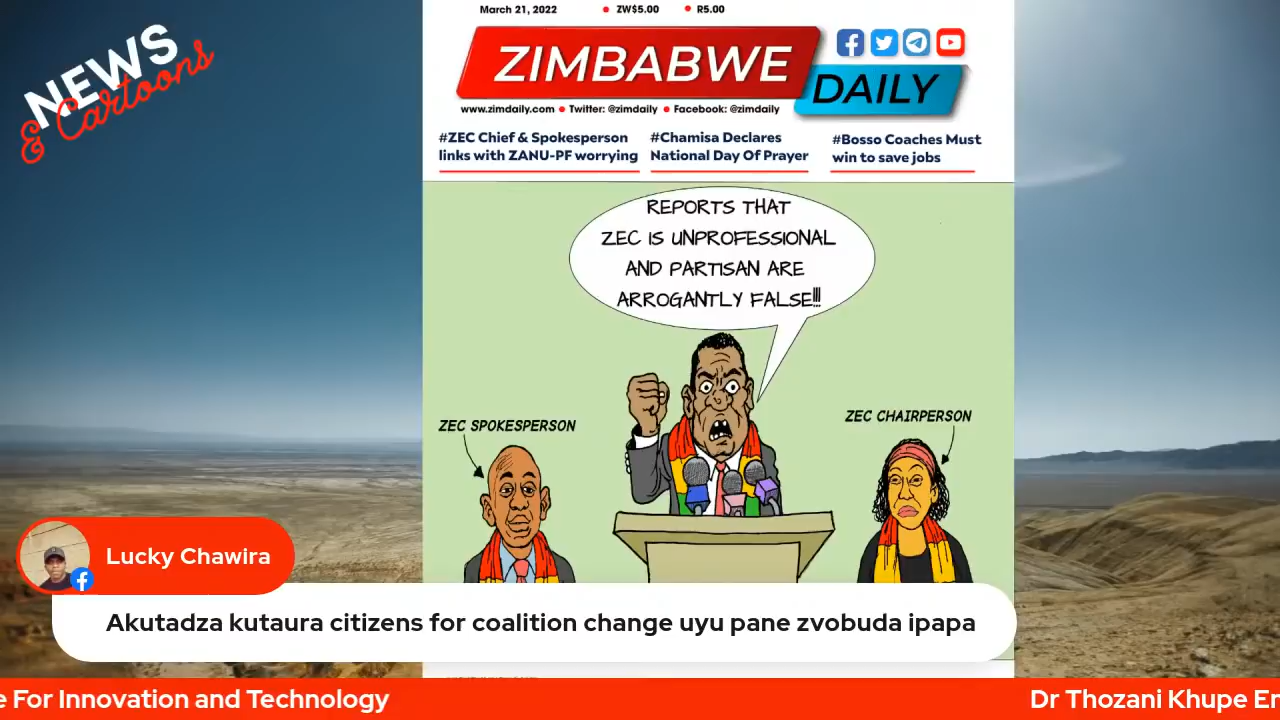 NEWS
& Cartoons
March 21, 2022 ZW$5.00 R5.00
ZIMBABWE
DAILY
www.zimdaily.com Twitter: @zimdaily Facebook: @zimdaily
#ZEC Chief & Spokesperson
links with ZANU-PF worrying
#Chamisa Declares
National Day Of Prayer
#Bosso Coaches Must
win to save jobs
REPORTS THAT
ZEC IS UNPROFESSIONAL
AND PARTISAN ARE
ARROGANTLY FALSE!!!
ZEC SPOKESPERSON
ZEC CHAIRPERSON
Lucky Chawira
Akutadza kutaura citizens for coalition change uyu pane zvobuda ipapa
e For Innovation and Technology
Dr Thozani Khupe En